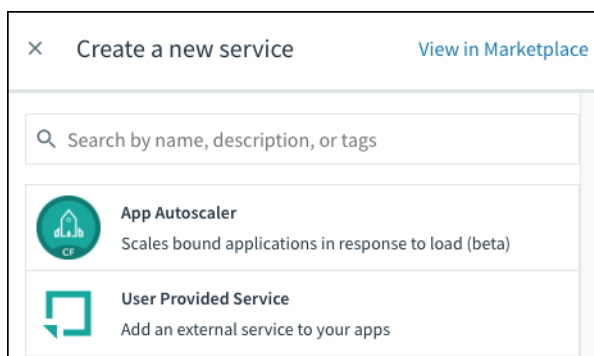 Create a new service
View in Marketplace
Search by name, description, or tags
App Autoscaler
Scales bound applications in response to load (beta)
CF
User Provided Service
Add an external service to your apps